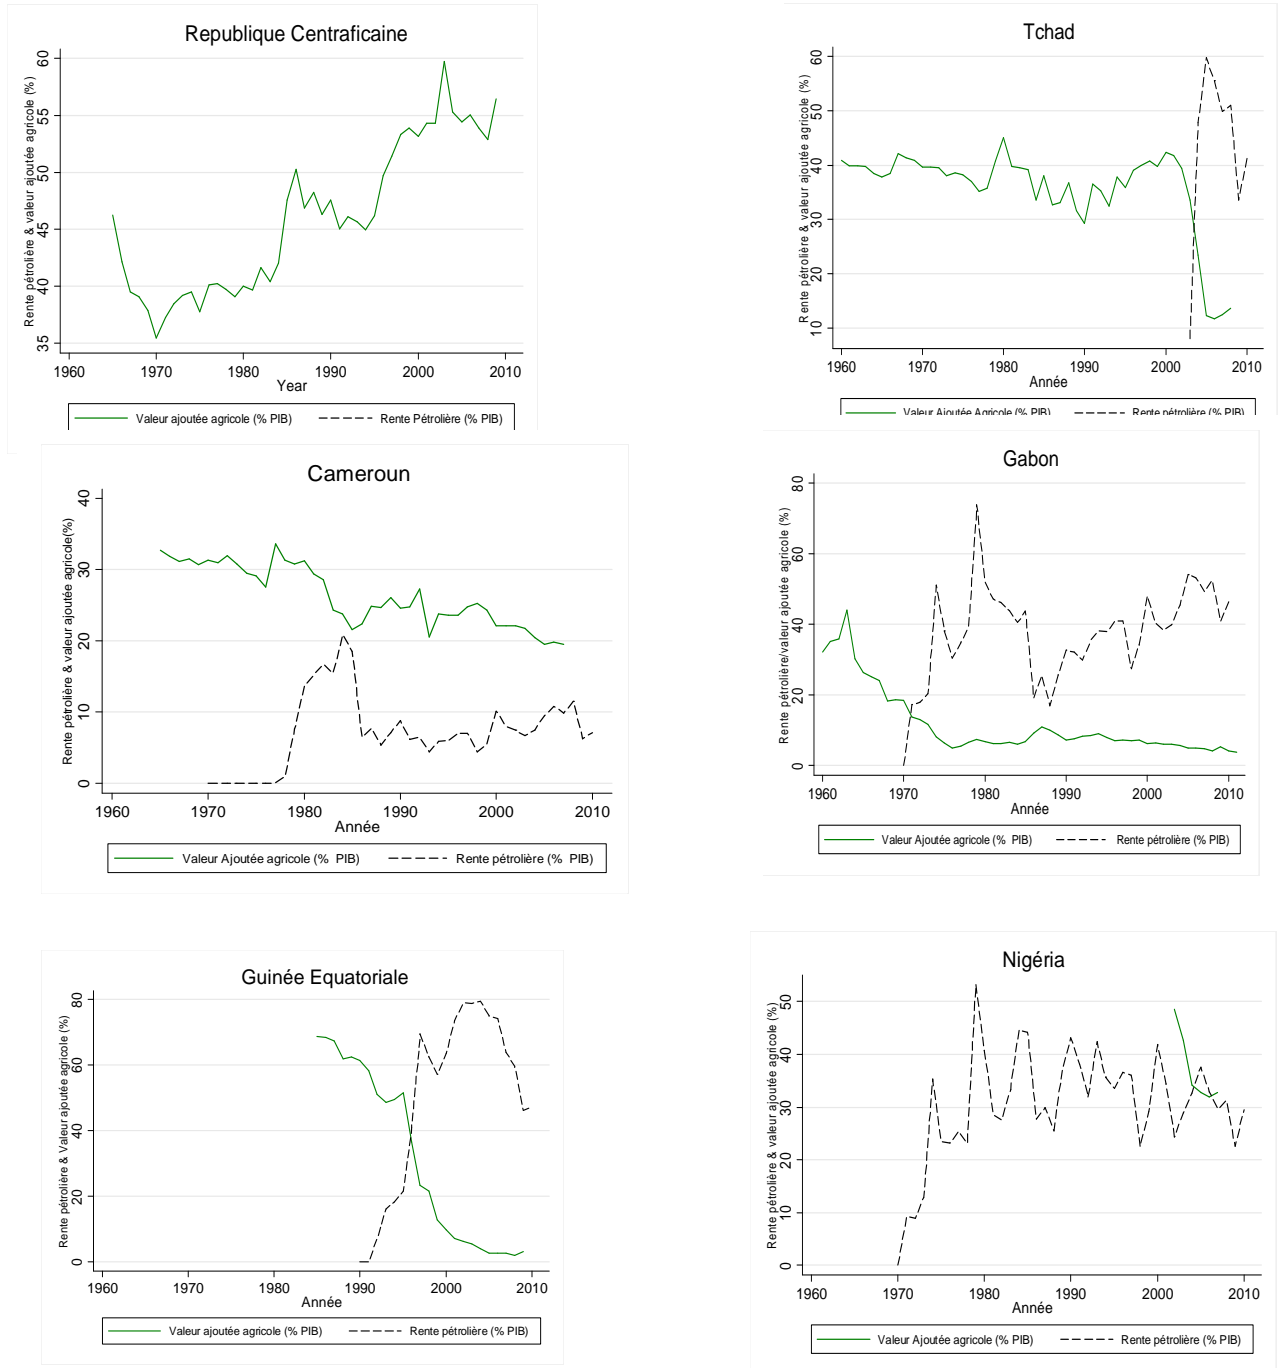 Republique Centraficaine
Rente pétrolière & valeur ajoutée agricole (%)
60
55
50
45
40
35
1960 1970 1980 1990 2000 2010
Year
Valeur ajoutée agricole (% PIB) Rente Pétrolière (% PIB)
Tchad
Rente pétrolière & valeur ajoutée agricole (%)
60
50
40
30
20
10
1960 1970 1980 1990 2000 2010
Année
Valeur Ajoutée Agricole (% PIB) Rente pétrolière (% PIB)
Cameroun
Rente pétrolière & valeur ajoutée agricole(%)
40
30
20
10
0
1960 1970 1980 1990 2000 2010
Année
Valeur Ajoutée agricole (% PIB) Rente pétrolière (% PIB)
Gabon
Rente pétrolière/valeur ajoutée agricole (%)
80
60
40
20
0
1960 1970 1980 1990 2000 2010
Année
Valeur Ajoutée agricole (% PIB) Rente pétrolière (% PIB)
Guinée Equatoriale
Rente pétrolière & Valeur ajoutée agricole (%)
80
60
40
20
0
1960 1970 1980 1990 2000 2010
Année
Valeur ajoutée agricole (% PIB) Rente pétrolière (% PIB)
Nigéria
Rente pétrolière & valeur ajoutée agricole (%)
50
40
30
20
10
0
1960 1970 1980 1990 2000 2010
Année
Valeur Ajoutée agricole (% PIB) Rente pétrolière (% PIB)